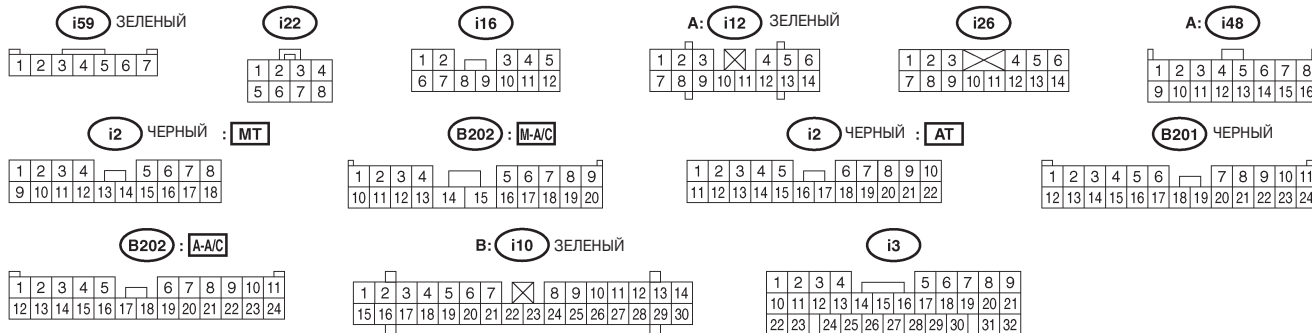 i59 ЗЕЛЕНЫЙ i22 i16 A: i12 ЗЕЛЕНЫЙ i26 A: i48
1 2 3 4 5 6 7
1 2 3 4
5 6 7 8
1 2 3 4 5
6 7 8 9 10 11 12
1 2 3 4 5 6
7 8 9 10 11 12 13 14
1 2 3 4 5 6
7 8 9 10 11 12 13 14
1 2 3 4 5 6 7 8
9 10 11 12 13 14 15 16
i2 ЧЕРНЫЙ : MT B202 : M-A/C i2 ЧЕРНЫЙ : AT B201 ЧЕРНЫЙ
1 2 3 4 5 6 7 8
9 10 11 12 13 14 15 16 17 18
1 2 3 4 5 6 7 8 9
10 11 12 13 14 15 16 17 18 19 20
1 2 3 4 5 6 7 8 9 10
11 12 13 14 15 16 17 18 19 20 21 22
1 2 3 4 5 6 7 8 9 10 11
12 13 14 15 16 17 18 19 20 21 22 23 24
B202 : A-A/C B: i10 ЗЕЛЕНЫЙ i3
1 2 3 4 5 6 7 8 9 10 11
12 13 14 15 16 17 18 19 20 21 22 23 24
1 2 3 4 5 6 7 8 9 10 11 12 13 14
15 16 17 18 19 20 21 22 23 24 25 26 27 28 29 30
1 2 3 4 5 6 7 8 9
10 11 12 13 14 15 16 17 18 19 20 21
22 23 24 25 26 27 28 29 30 31 32